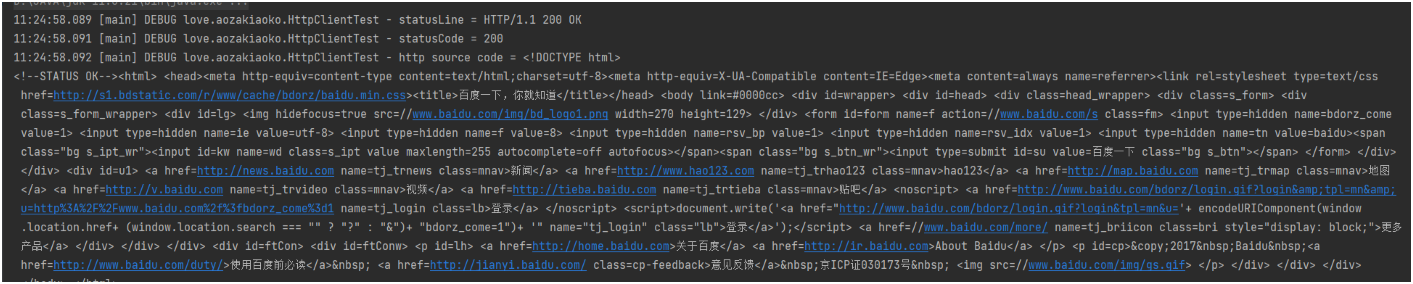 11:24:58.089 [main] DEBUG love.aozakiaoko.HttpClientTest - statusLine = HTTP/1.1 200 OK
11:24:58.091 [main] DEBUG love.aozakiaoko.HttpClientTest - statusCode = 200
11:24:58.092 [main] DEBUG love.aozakiaoko.HttpClientTest - http source code = <!DOCTYPE html>
<!--STATUS OK--><html> <head><meta http-equiv=content-type content=text/html;charset=utf-8><meta http-equiv=X-UA-Compatible content=IE=Edge><meta content=always name=referrer><link rel=stylesheet type=text/css
href=http://s1.bdstatic.com/r/www/cache/bdorz/baidu.min.css><title>百度一下，你就知道</title></head> <body link=#0000cc> <div id=wrapper> <div id=head> <div class=head_wrapper> <div class=s_form> <div
class=s_form_wrapper> <div id=lg> <img hidefocus=true src=//www.baidu.com/img/bd_logo1.png width=270 height=129> </div> <form id=form name=f action=//www.baidu.com/s class=fm> <input type=hidden name=bdorz_come
value=1> <input type=hidden name=ie value=utf-8> <input type=hidden name=f value=8> <input type=hidden name=rsv_bp value=1> <input type=hidden name=rsv_idx value=1> <input type=hidden name=tn value=baidu><span
class="bg s_ipt_wr"><input id=kw name=wd class=s_ipt value maxlength=255 autocomplete=off autofocus></span><span class="bg s_btn_wr"><input type=submit id=su value=百度一下 class="bg s_btn"></span> </form> </div>
</div> <div id=u1> <a href=http://news.baidu.com name=tj_trnews class=mnav>新闻</a> <a href=http://www.hao123.com name=tj_trhao123 class=mnav>hao123</a> <a href=http://map.baidu.com name=tj_trmap class=mnav>地图
</a> <a href=http://v.baidu.com name=tj_trvideo class=mnav>视频</a> <a href=http://tieba.baidu.com name=tj_trtieba class=mnav>贴吧</a> <noscript> <a href=http://www.baidu.com/bdorz/login.gif?login&amp;tpl=mn&amp;
u=http%3A%2F%2Fwww.baidu.com%2f%3fbdorz_come%3d1 name=tj_login class=lb>登录</a> </noscript> <script>document.write('<a href="http://www.baidu.com/bdorz/login.gif?login&tpl=mn&u='+ encodeURIComponent(window
.location.href+ (window.location.search === "" ? "?" : "&")+ "bdorz_come=1")+ '" name="tj_login" class="lb">登录</a>');</script> <a href=//www.baidu.com/more/ name=tj_briicon class=bri style="display: block;">更多
产品</a> </div> </div> </div> <div id=ftCon> <div id=ftConw> <p id=lh> <a href=http://home.baidu.com>关于百度</a> <a href=http://ir.baidu.com>About Baidu</a> </p> <p id=cp>&copy;2017&nbsp;Baidu&nbsp;<a
href=http://www.baidu.com/duty/>使用百度前必读</a>&nbsp; <a href=http://jianyi.baidu.com/ class=cp-feedback>意见反馈</a>&nbsp;京ICP证030173号&nbsp; <img src=//www.baidu.com/img/gs.gif> </p> </div> </div> </div>